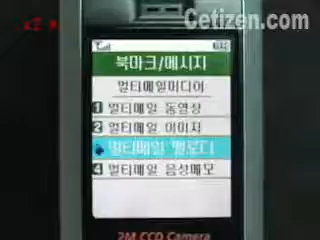 Cetizen.com
북마크/메시지
멀티메일미디어
1 멀티메일 동영상
2 멀티메일 이미지
멀티메일 멜로디
4 멀티메일 음성메모
2M CCD Camera